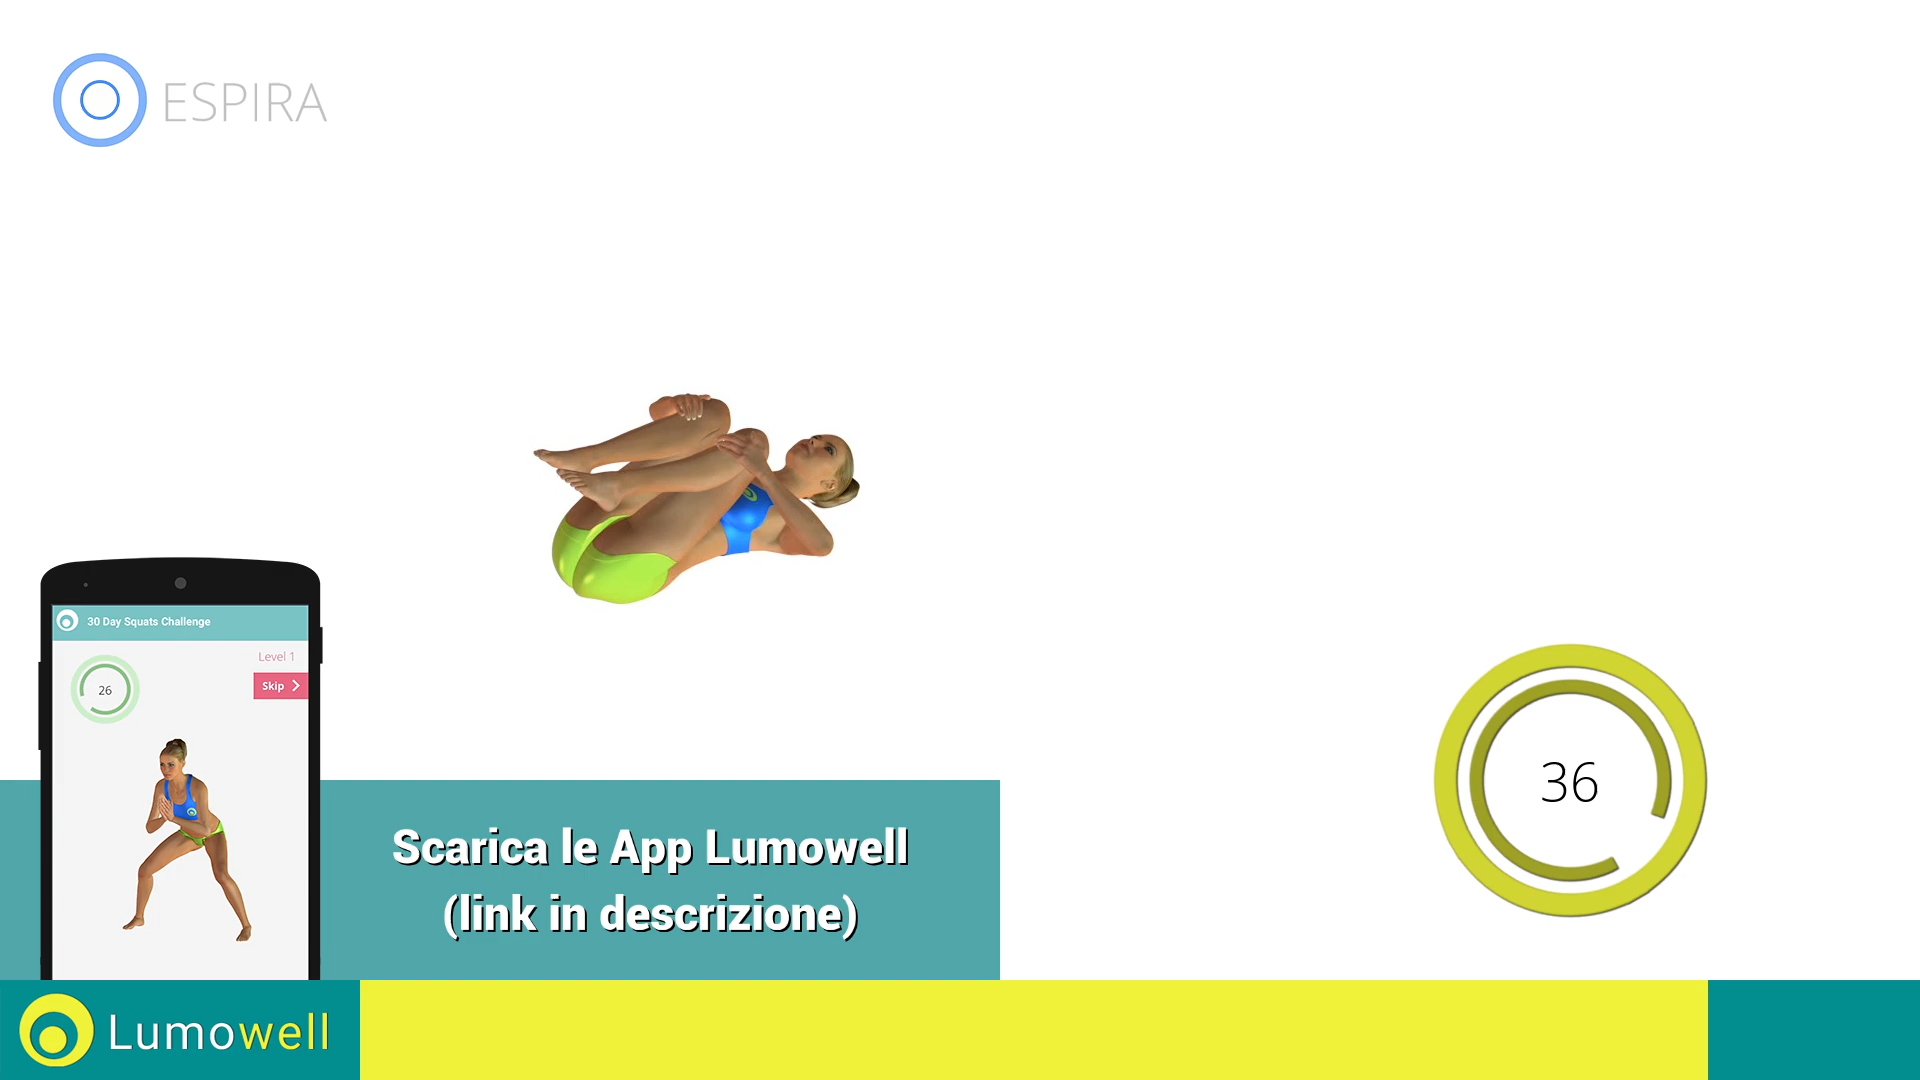 ESPIRA
30 Day Squats Challenge
Level 1
26
Skip
36
Scarica le App Lumowell
(link in descrizione)
Lumowell